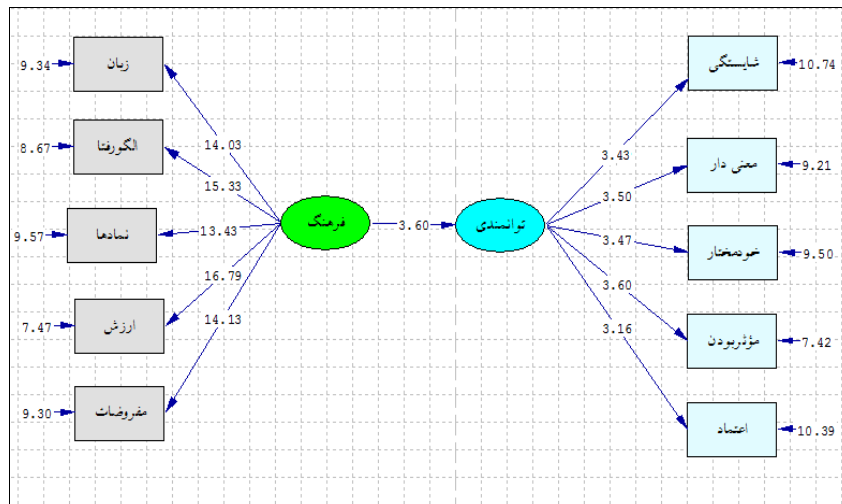 9.34
زبان
8.67
الگورفتا
9.57
نمادها
7.47
ارزش
9.30
مفروضات
14.03
15.33
13.43
16.79
14.13
فرهنگ
3.60
توانمندی
3.43
3.50
3.47
3.60
3.16
شایستگی
10.74
معنی دار
9.21
خودمختار
9.50
مؤثربودن
7.42
اعتماد
10.39